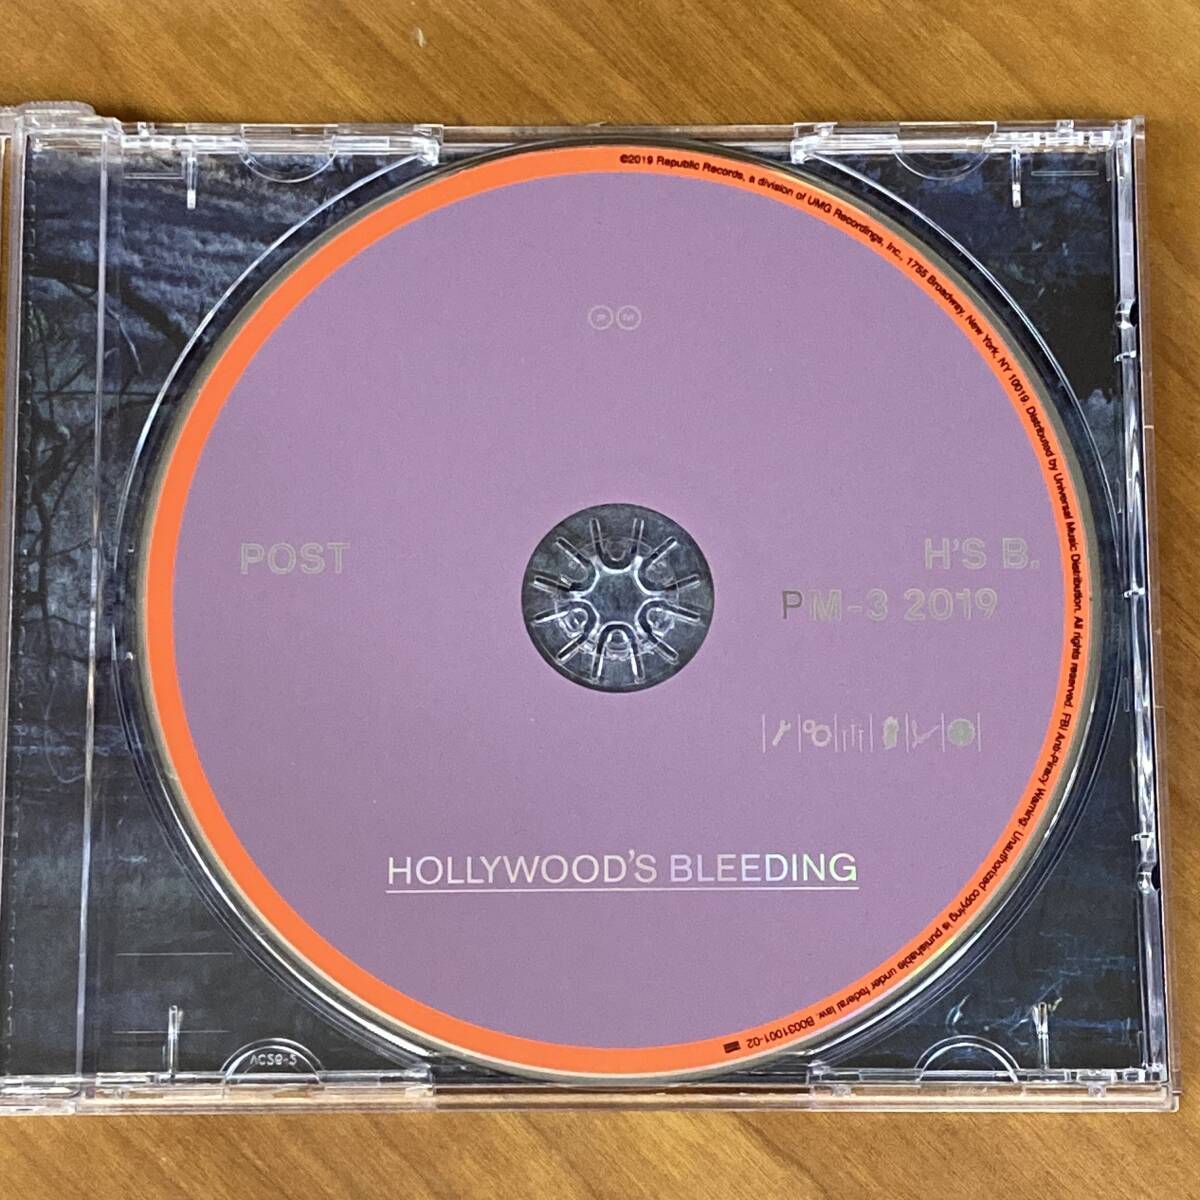 ©2019 Republic Records, a division of UMG Recordings, Inc., 1755 Broadway, New York, NY 10019. Distributed by Universal Music Distribution. All rights reserved. FBI Anti-Piracy Warning: Unauthorized copying is punishable under federal law. B0031001-02
P M
POST
H'S B.
PM-3 2019
HOLLYWOOD'S BLEEDING